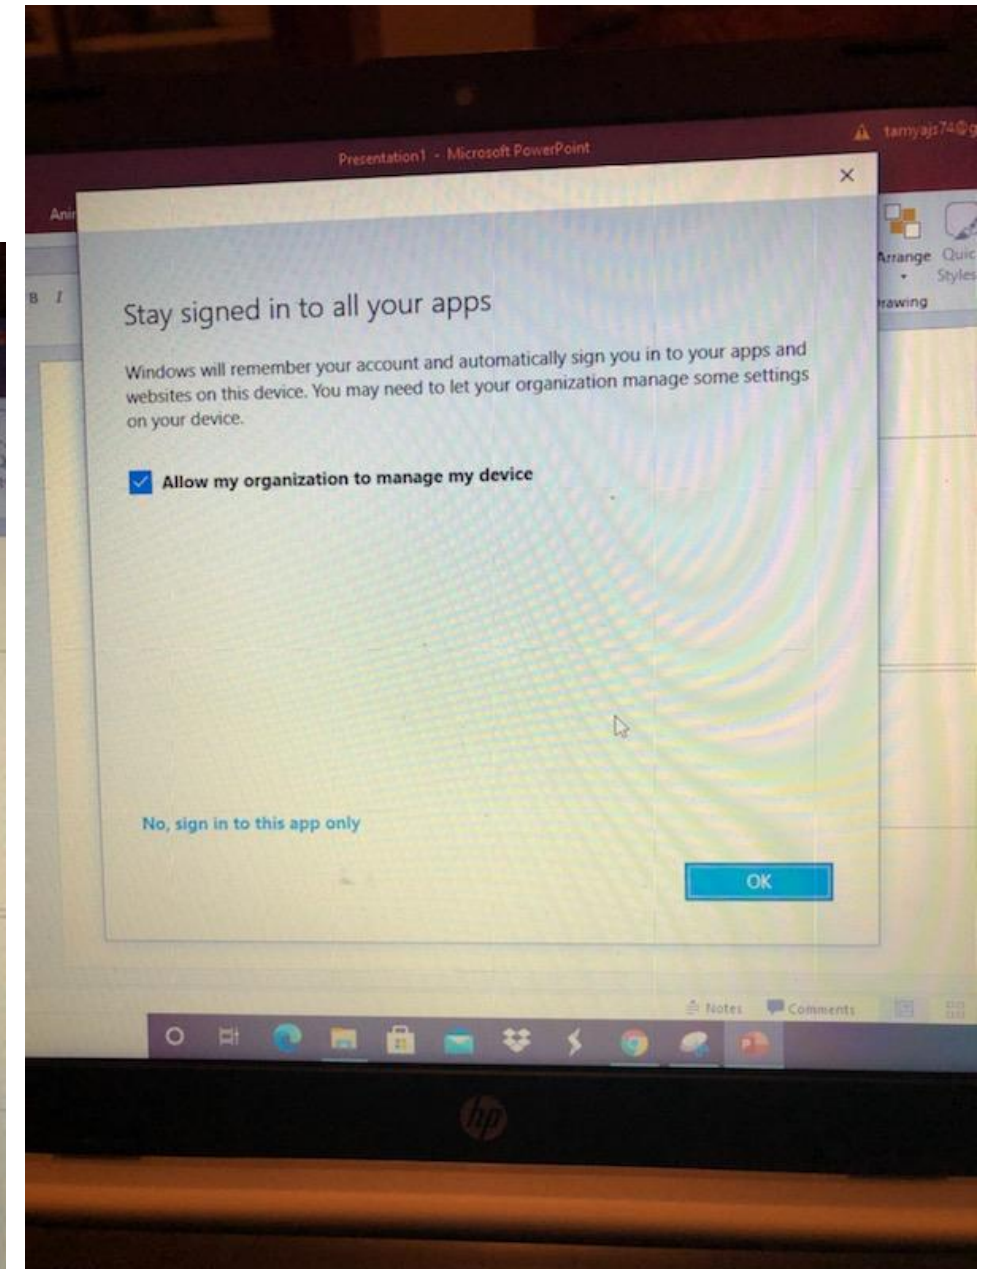 Presentation1 - Microsoft PowerPoint
tamyajs74@g
Arrange
Quic
Styles
B I
rawing
Stay signed in to all your apps
Windows will remember your account and automatically sign you in to your apps and
websites on this device. You may need to let your organization manage some settings
on your device.
Allow my organization to manage my device
No, sign in to this app only
OK
Notes
Comments
hp